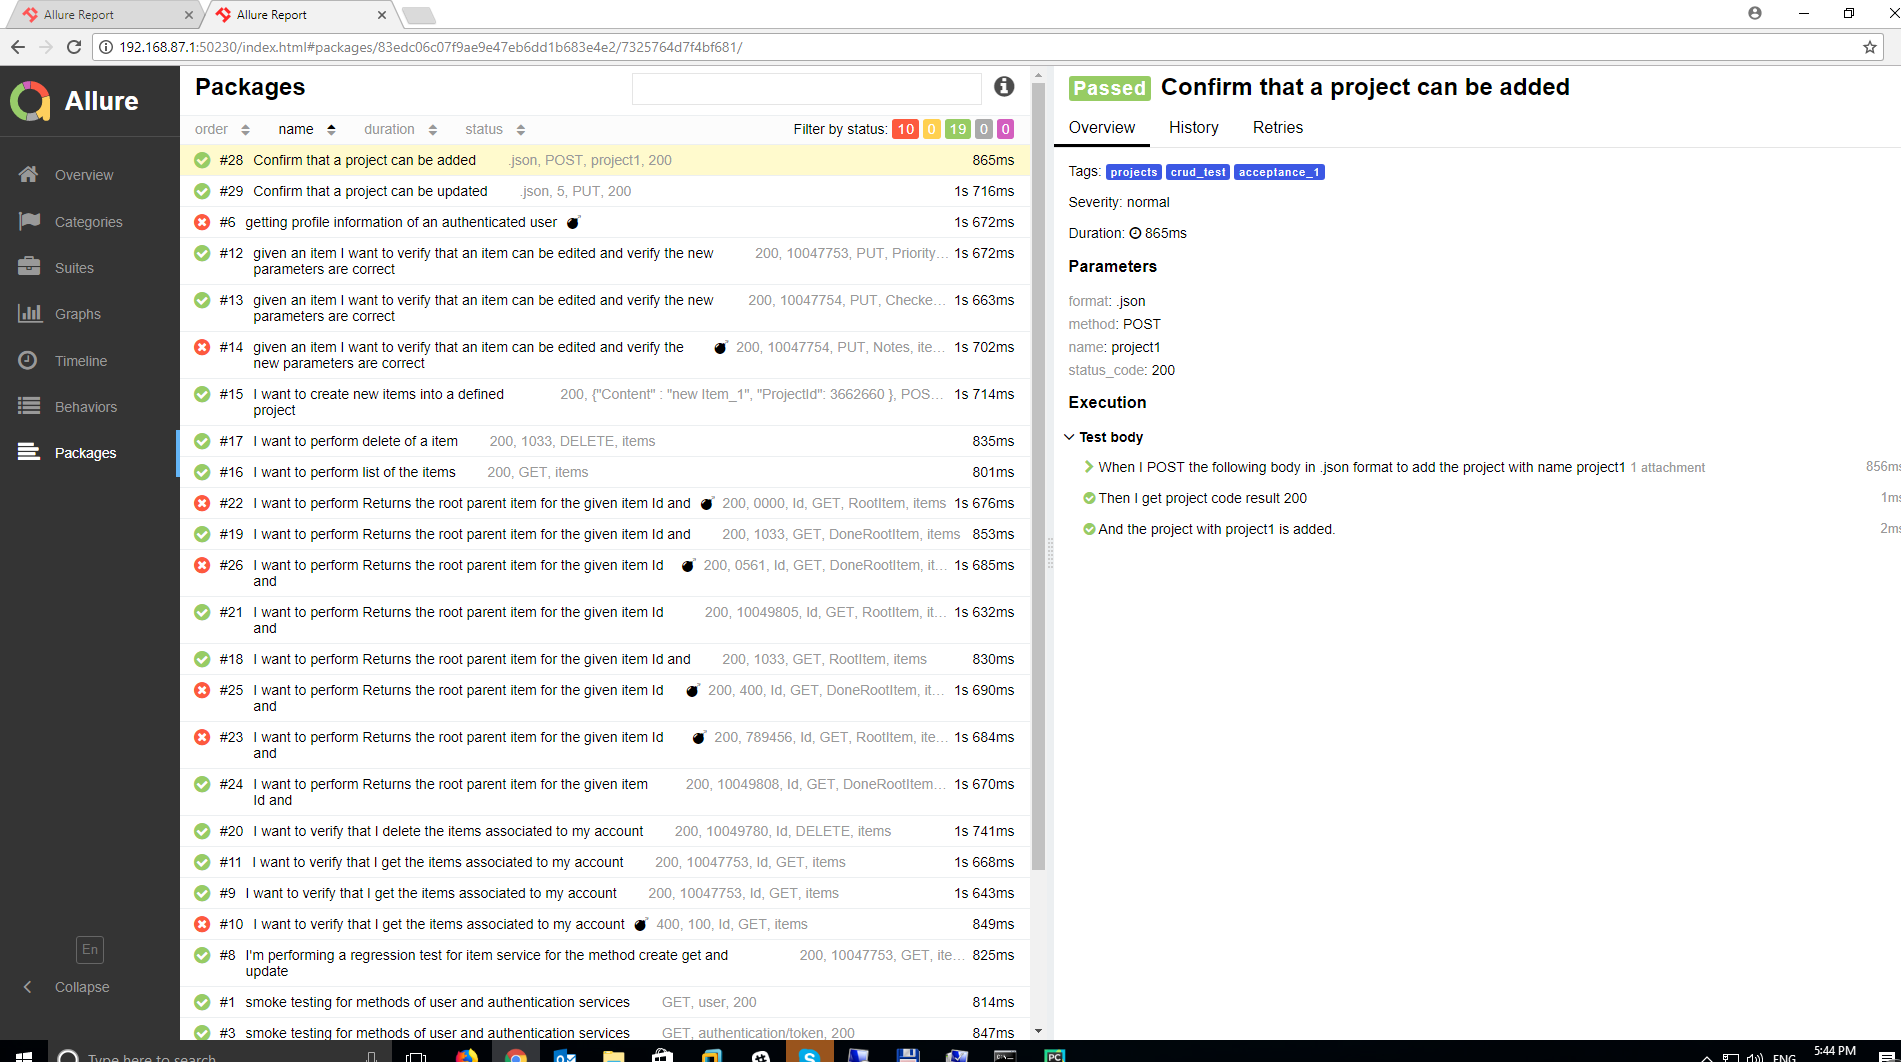 Allure Report
Allure Report
192.168.87.1:50230/index.html#packages/83edc06c07f9ae9e47eb6dd1b683e4e2/7325764d7f4bf681/
Allure
Overview
Categories
Suites
Graphs
Timeline
Behaviors
Packages
En
Collapse
Packages
order name duration status Filter by status: 10 0 19 0 0
#28 Confirm that a project can be added .json, POST, project1, 200 865ms
#29 Confirm that a project can be updated .json, 5, PUT, 200 1s 716ms
#6 getting profile information of an authenticated user 1s 672ms
#12 given an item I want to verify that an item can be edited and verify the new 200, 10047753, PUT, Priority... 1s 672ms
parameters are correct
#13 given an item I want to verify that an item can be edited and verify the new 200, 10047754, PUT, Checke... 1s 663ms
parameters are correct
#14 given an item I want to verify that an item can be edited and verify the 200, 10047754, PUT, Notes, ite... 1s 702ms
new parameters are correct
#15 I want to create new items into a defined 200, {"Content" : "new Item_1", "ProjectId": 3662660 }, POS... 1s 714ms
project
#17 I want to perform delete of a item 200, 1033, DELETE, items 835ms
#16 I want to perform list of the items 200, GET, items 801ms
#22 I want to perform Returns the root parent item for the given item Id and 200, 0000, Id, GET, RootItem, items 1s 676ms
#19 I want to perform Returns the root parent item for the given item Id and 200, 1033, GET, DoneRootItem, items 853ms
#26 I want to perform Returns the root parent item for the given item Id 200, 0561, Id, GET, DoneRootItem, it... 1s 685ms
and
#21 I want to perform Returns the root parent item for the given item Id 200, 10049805, Id, GET, RootItem, it... 1s 632ms
and
#18 I want to perform Returns the root parent item for the given item Id and 200, 1033, GET, RootItem, items 830ms
#25 I want to perform Returns the root parent item for the given item Id 200, 400, Id, GET, DoneRootItem, it... 1s 690ms
and
#23 I want to perform Returns the root parent item for the given item Id 200, 789456, Id, GET, RootItem, ite... 1s 684ms
and
#24 I want to perform Returns the root parent item for the given item 200, 10049808, Id, GET, DoneRootItem... 1s 670ms
Id and
#20 I want to verify that I delete the items associated to my account 200, 10049780, Id, DELETE, items 1s 741ms
#11 I want to verify that I get the items associated to my account 200, 10047753, Id, GET, items 1s 668ms
#9 I want to verify that I get the items associated to my account 200, 10047753, Id, GET, items 1s 643ms
#10 I want to verify that I get the items associated to my account 400, 100, Id, GET, items 849ms
#8 I'm performing a regression test for item service for the method create get and 200, 10047753, GET, ite... 825ms
update
#1 smoke testing for methods of user and authentication services GET, user, 200 814ms
#3 smoke testing for methods of user and authentication services GET, authentication/token, 200 847ms
Passed Confirm that a project can be added
Overview History Retries
Tags: projects crud_test acceptance_1
Severity: normal
Duration: 865ms
Parameters
format: .json
method: POST
name: project1
status_code: 200
Execution
Test body
When I POST the following body in .json format to add the project with name project1 1 attachment 856ms
Then I get project code result 200 1ms
And the project with project1 is added. 2ms
Type here to search
ENG
5:44 PM